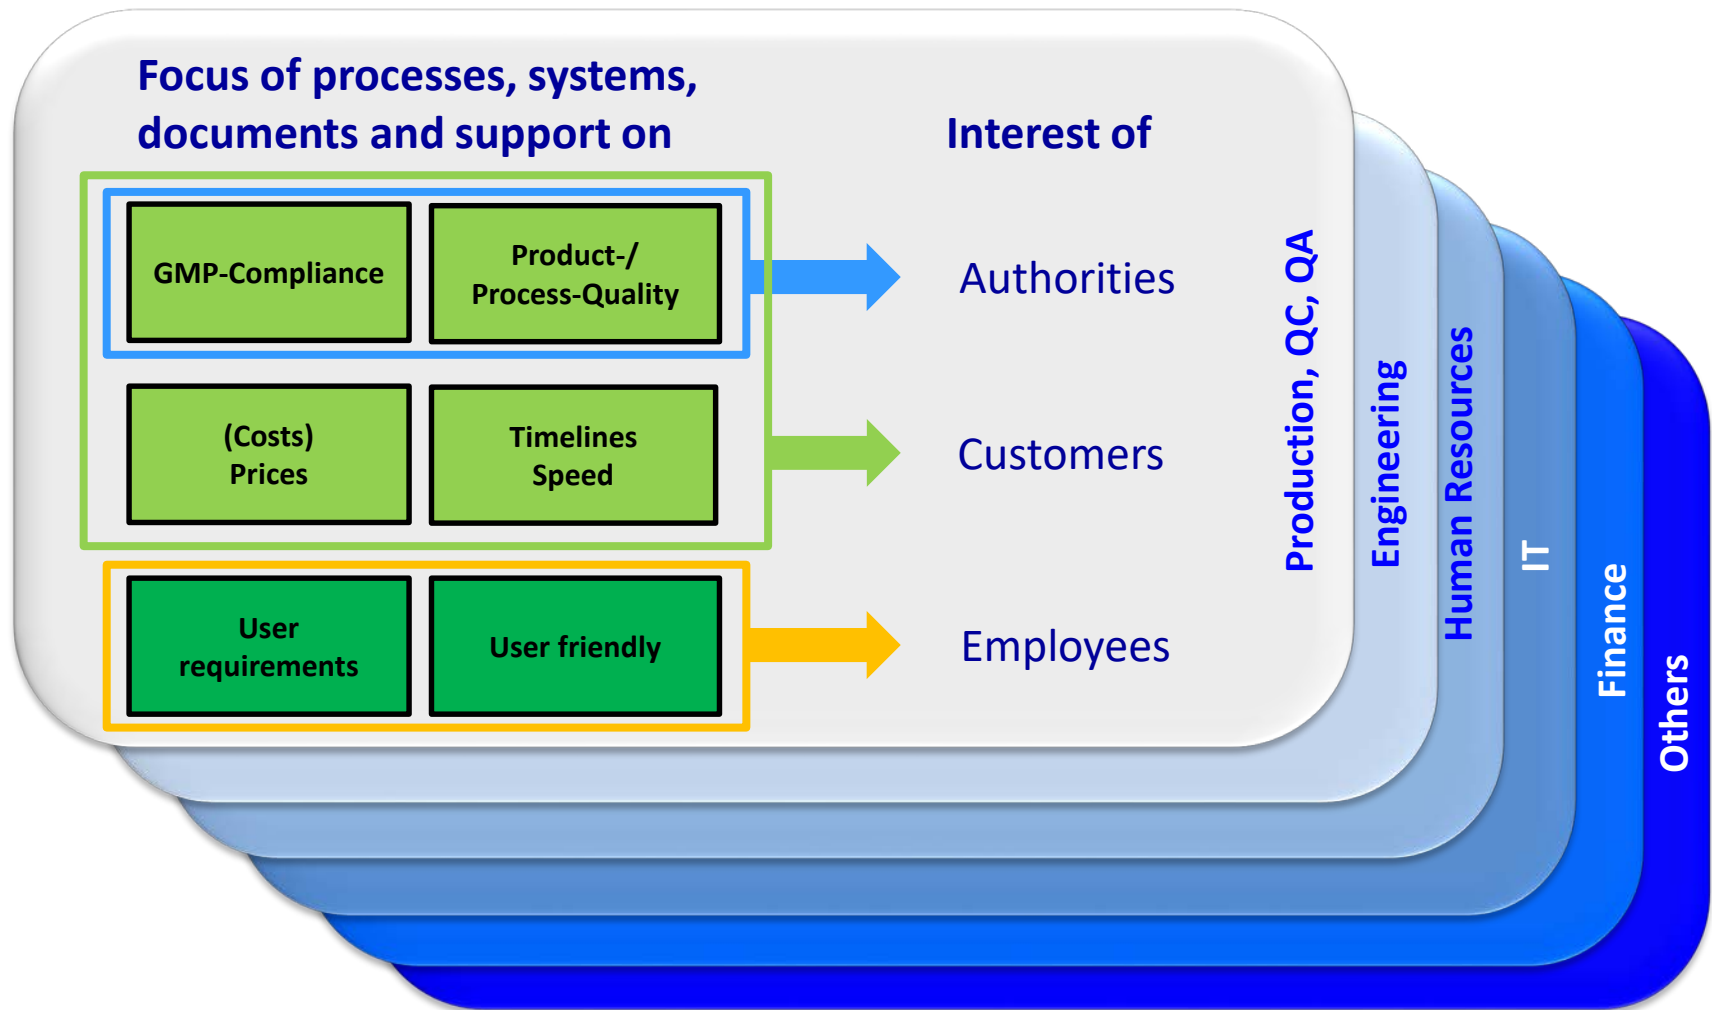 Focus of processes, systems,
documents and support on
Interest of
GMP-Compliance
Product-/
Process-Quality
Authorities
(Costs)
Prices
Timelines
Speed
Customers
User
requirements
User friendly
Employees
Production, QC, QA
Engineering
Human Resources
IT
Finance
Others